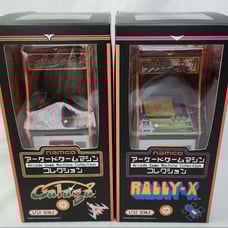 namco
アーケードゲームマシン
Arcade Game Machine Collection
コレクション
Galaga
1/12 SCALE
namco
アーケードゲームマシン
Arcade Game Machine Collection
コレクション
RALLY-X
1/12 SCALE